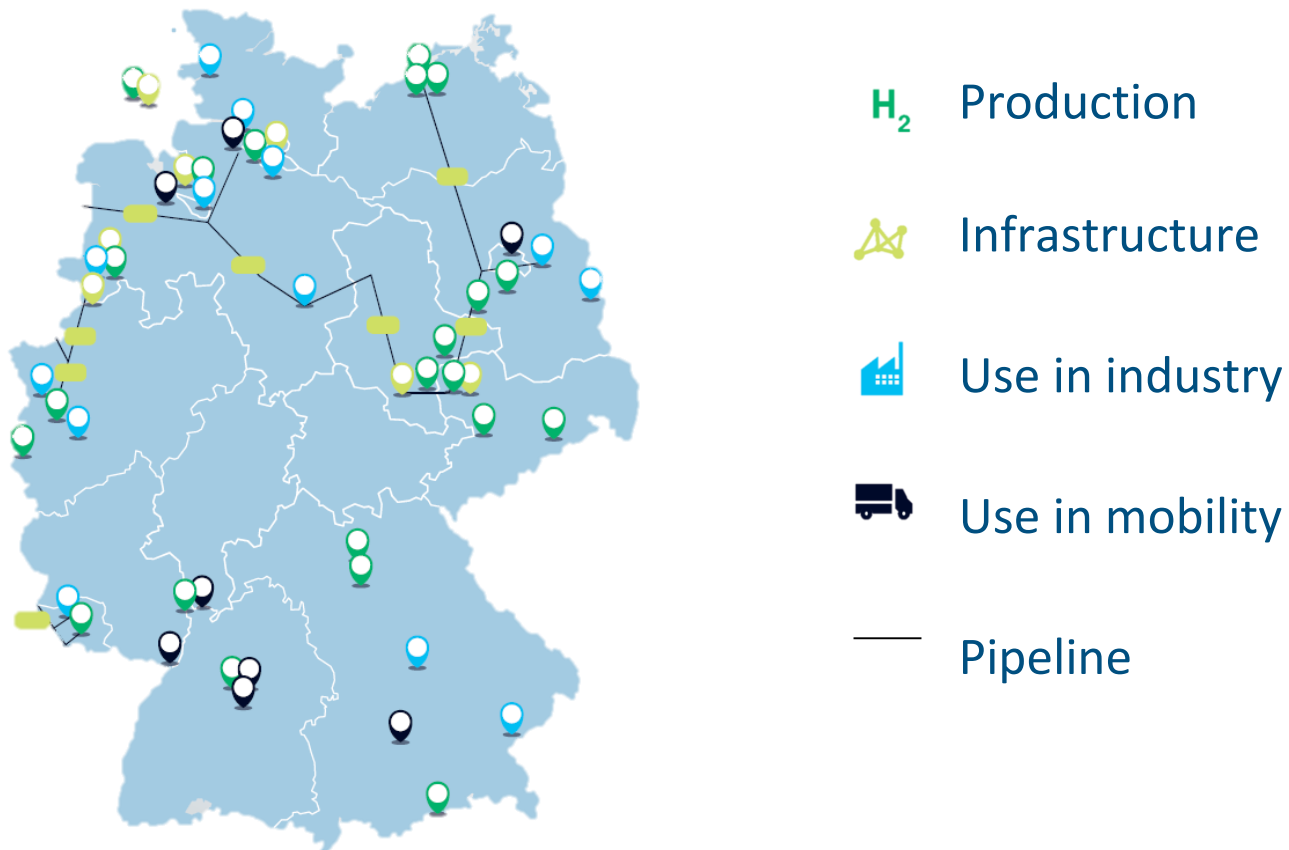 H₂ Production
Infrastructure
Use in industry
Use in mobility
Pipeline